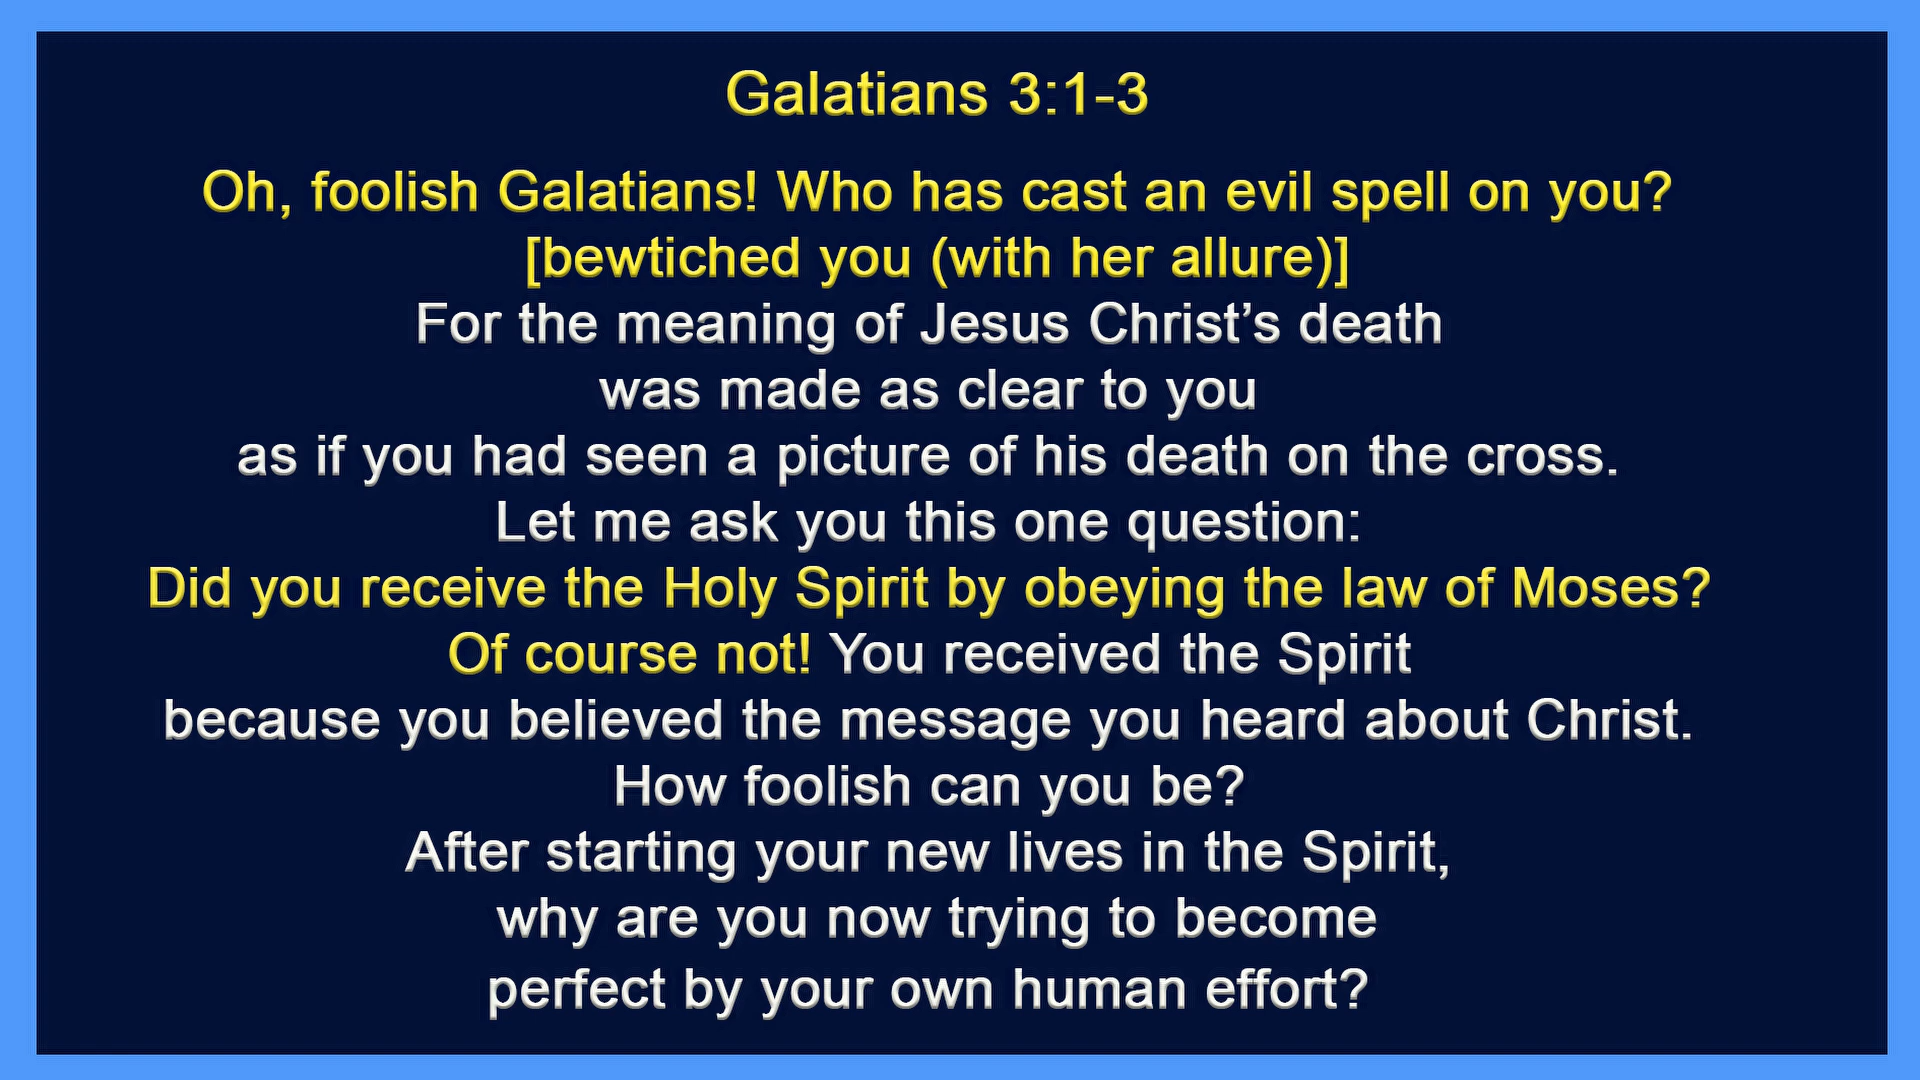 Galatians 3:1-3
Oh, foolish Galatians! Who has cast an evil spell on you?
[bewtiched you (with her allure)]
For the meaning of Jesus Christ’s death
was made as clear to you
as if you had seen a picture of his death on the cross.
Let me ask you this one question:
Did you receive the Holy Spirit by obeying the law of Moses?
Of course not! You received the Spirit
because you believed the message you heard about Christ.
How foolish can you be?
After starting your new lives in the Spirit,
why are you now trying to become
perfect by your own human effort?